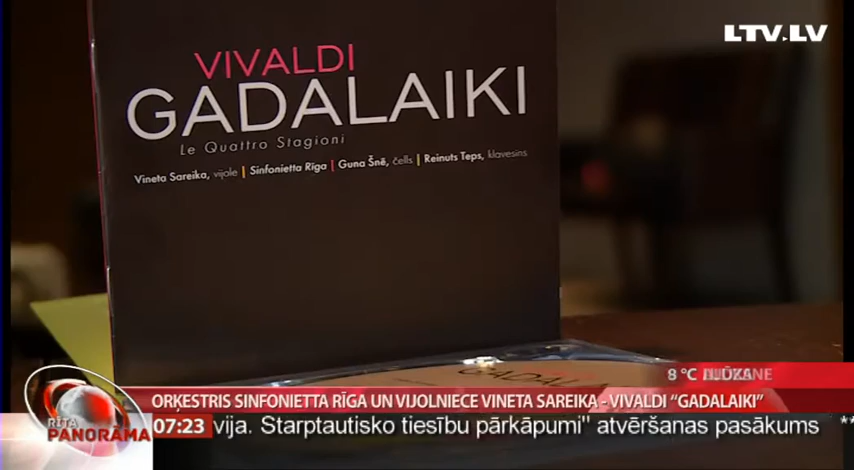 LTV.LV
VIVALDI
GADALAIKI
Le Quattro Stagioni
Vineta Sareika, vijole | Sinfonietta Rīga | Guna Šnē, čells | Reinuts Teps, klavesīns
GADALAI
8 °C
ORĶESTRIS SINFONIETTA RĪGA UN VIJOLNIECE VINETA SAREIKA - VIVALDI “GADALAIKI”
RĪTA
PANORĀMA
07:23 vija. Starptautisko tiesību pārkāpumi" atvēršanas pasākums **